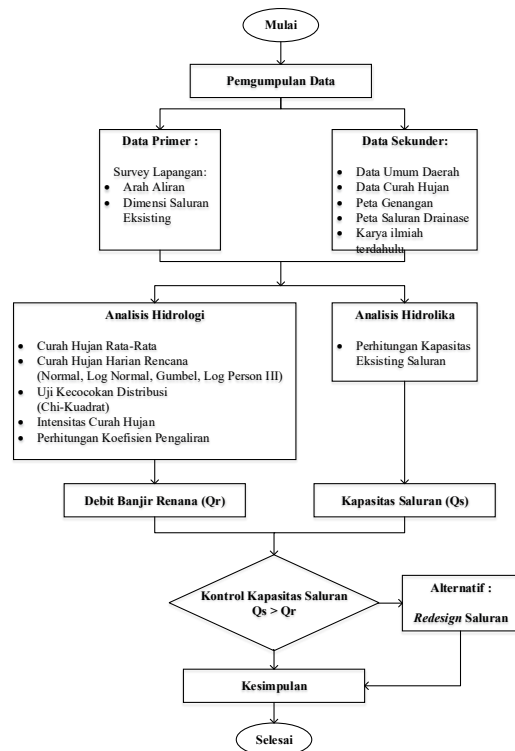 Mulai
Pemgumpulan Data
Data Primer :
Survey Lapangan:
• Arah Aliran
• Dimensi Saluran
Eksisting
Data Sekunder:
• Data Umum Daerah
• Data Curah Hujan
• Peta Genangan
• Peta Saluran Drainase
• Karya ilmiah
terdahulu
Analisis Hidrologi
• Curah Hujan Rata-Rata
• Curah Hujan Harian Rencana
(Normal, Log Normal, Gumbel, Log Person III)
• Uji Kecocokan Distribusi
(Chi-Kuadrat)
• Intensitas Curah Hujan
• Perhitungan Koefisien Pengaliran
Analisis Hidrolika
• Perhitungan Kapasitas
Eksisting Saluran
Debit Banjir Renana (Qr)
Kapasitas Saluran (Qs)
Kontrol Kapasitas Saluran
Qs > Qr
Alternatif :
Redesign Saluran
Kesimpulan
Selesai